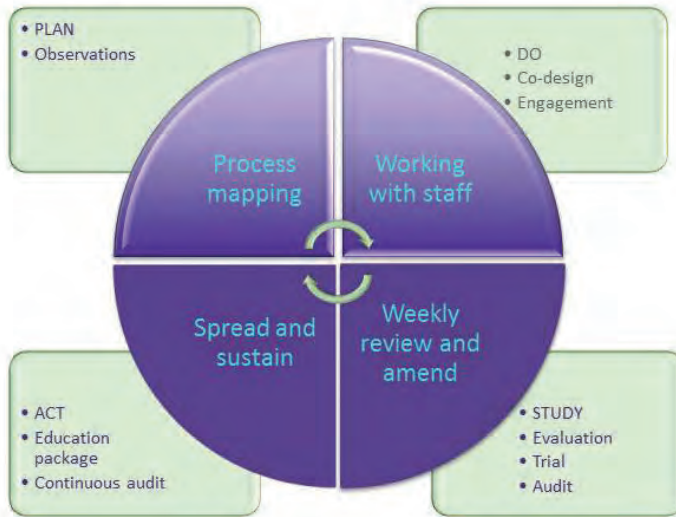 • PLAN
• Observations
• DO
• Co-design
• Engagement
Process
mapping
Working
with staff
Spread and
sustain
Weekly
review and
amend
• ACT
• Education
package
• Continuous audit
• STUDY
• Evaluation
• Trial
• Audit